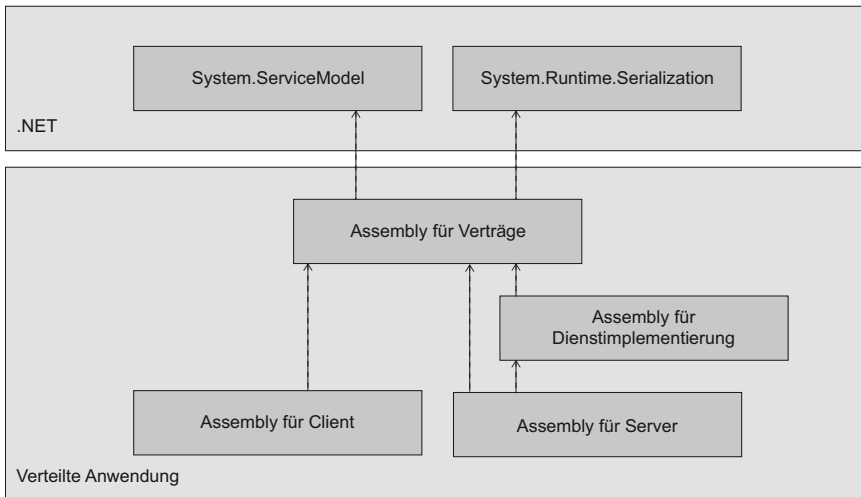 System.ServiceModel
System.Runtime.Serialization
.NET
Assembly für Verträge
Assembly für
Dienstimplementierung
Assembly für Client
Assembly für Server
Verteilte Anwendung